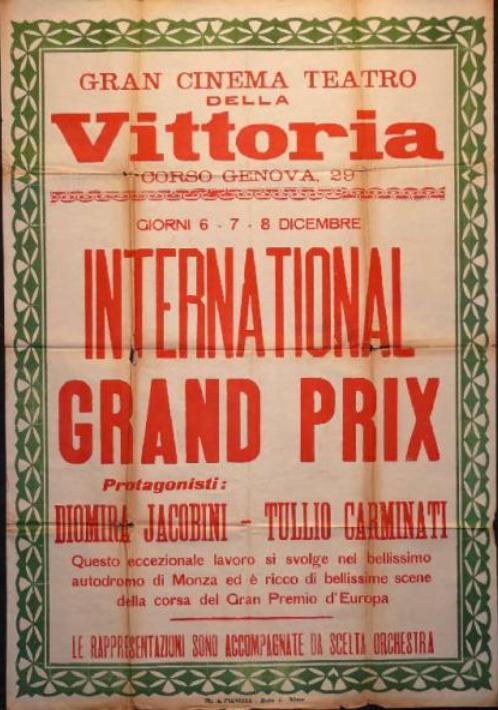 GRAN CINEMA TEATRO
DELLA
Vittoria
CORSO GENOVA, 29
GIORNI 6 - 7 - 8 DICEMBRE
INTERNATIONAL
GRAND PRIX
Protagonisti:
DIOMIRA JACOBINI - TULLIO CARMINATI
Questo eccezionale lavoro si svolge nel bellissimo
autodromo di Monza ed è ricco di bellissime scene
della corsa del Gran Premio d'Europa
LE RAPPRESENTAZIONI SONO ACCOMPAGNATE DA SCELTA ORCHESTRA